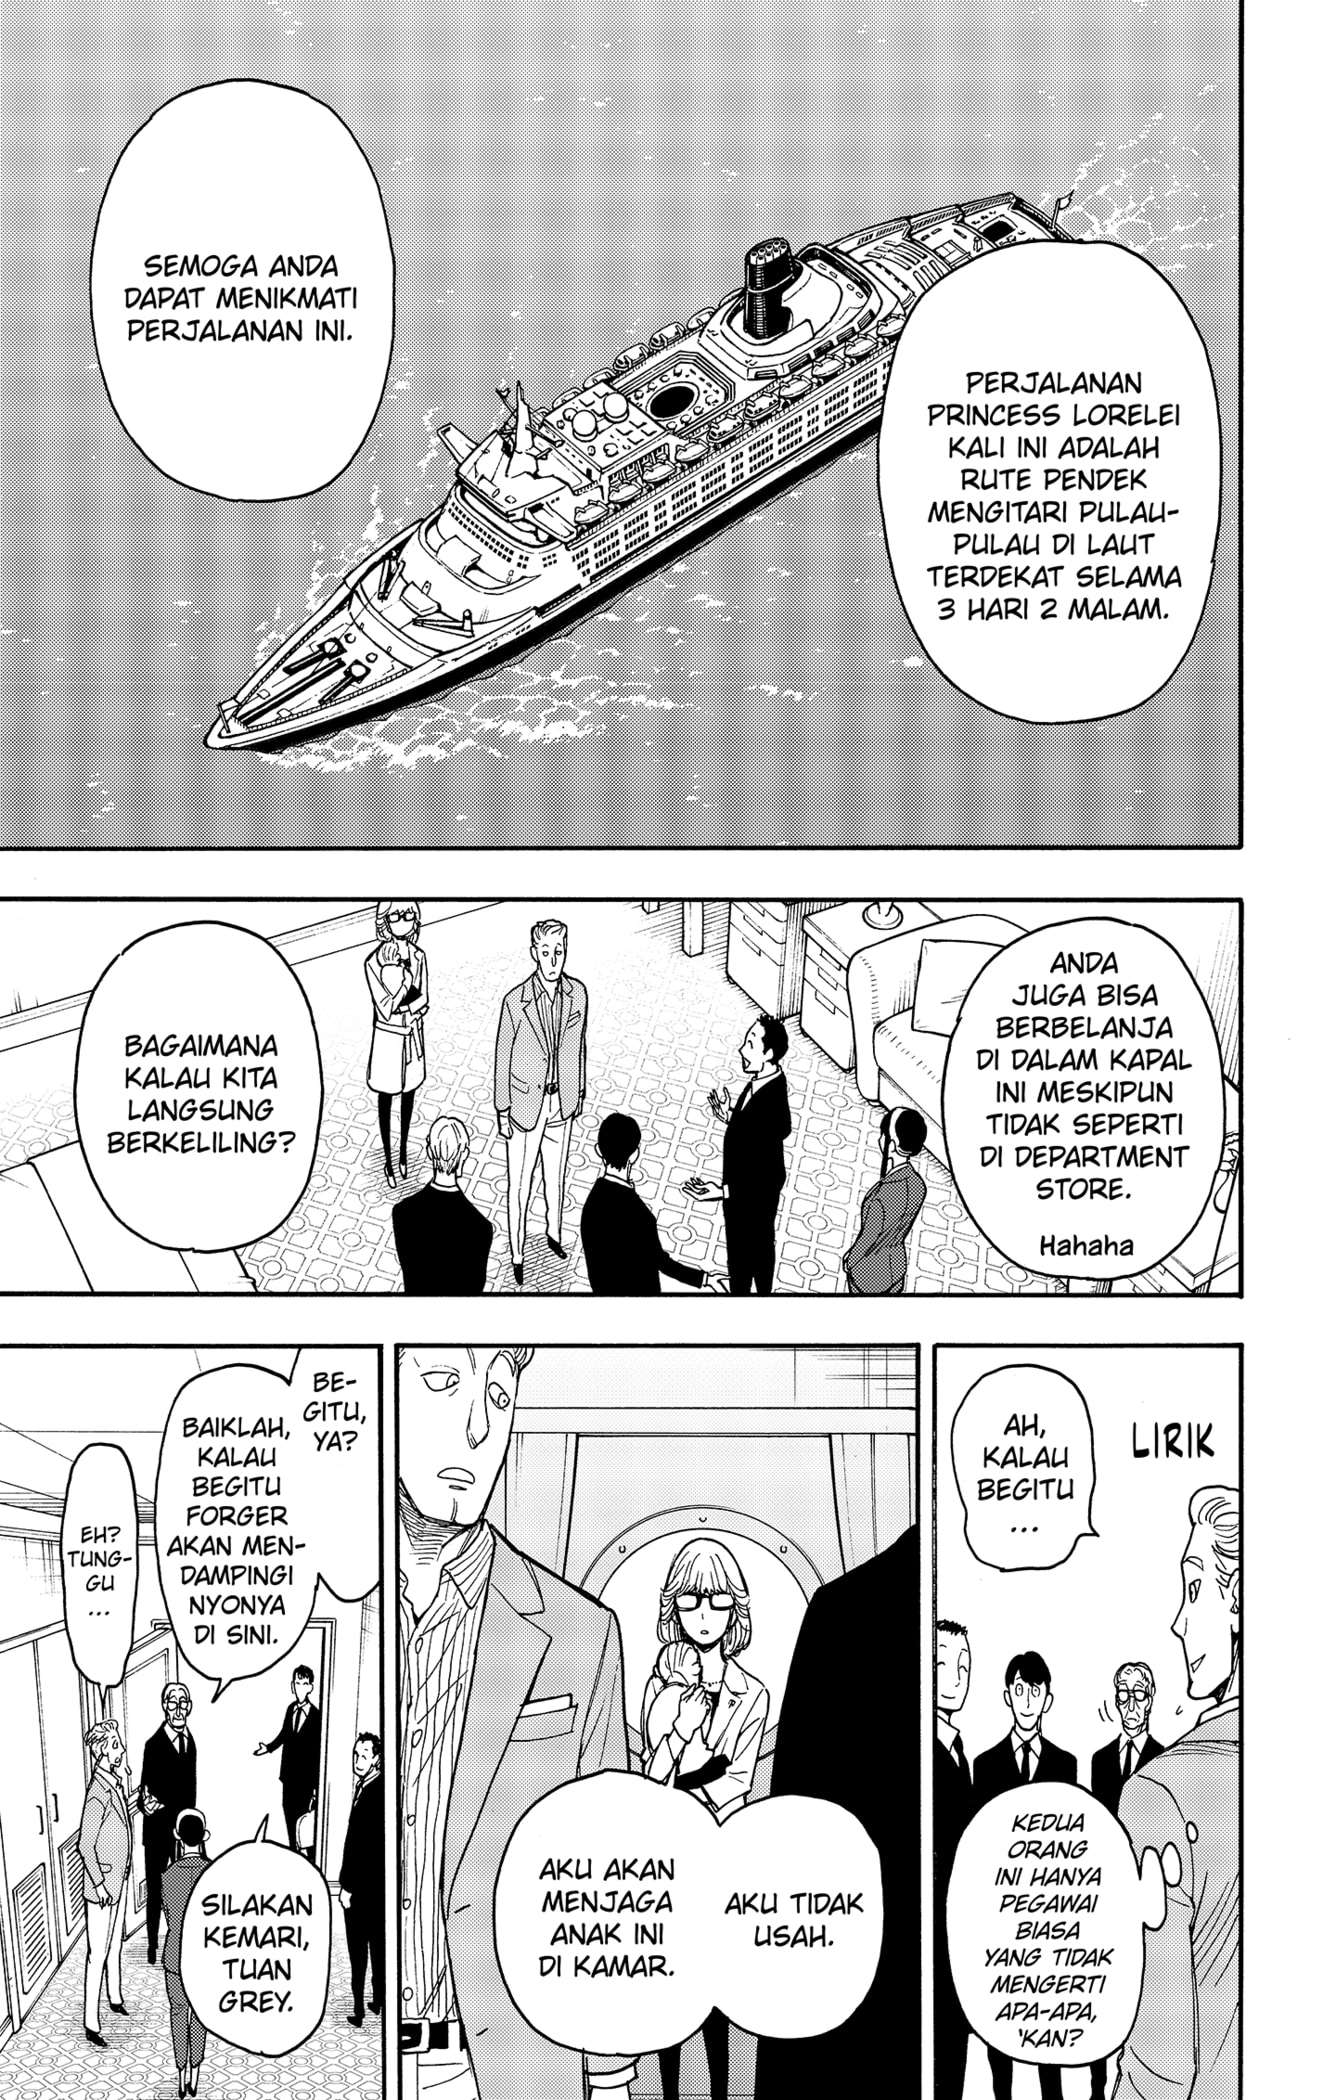 PERJALANAN
PRINCESS LORELEI
KALI INI ADALAH
RUTE PENDEK
MENGITARI PULAU-
PULAU DI LAUT
TERDEKAT SELAMA
3 HARI 2 MALAM.
SEMOGA ANDA
DAPAT MENIKMATI
PERJALANAN INI.
ANDA
JUGA BISA
BERBELANJA
DI DALAM KAPAL
INI MESKIPUN
TIDAK SEPERTI
DI DEPARTMENT
STORE.
Hahaha
BAGAIMANA
KALAU KITA
LANGSUNG
BERKELILING?
LIRIK
AH,
KALAU
BEGITU
...
KEDUA
ORANG
INI HANYA
PEGAWAI
BIASA
YANG TIDAK
MENGERTI
APA-APA,
'KAN?
AKU TIDAK
USAH.
AKU AKAN
MENJAGA
ANAK INI
DI KAMAR.
BE-
GITU,
YA?
BAIKLAH,
KALAU
BEGITU
FORGER
AKAN MEN-
DAMPINGI
NYONYA
DI SINI.
EH?
TUNG-
GU
...
SILAKAN
KEMARI,
TUAN
GREY.